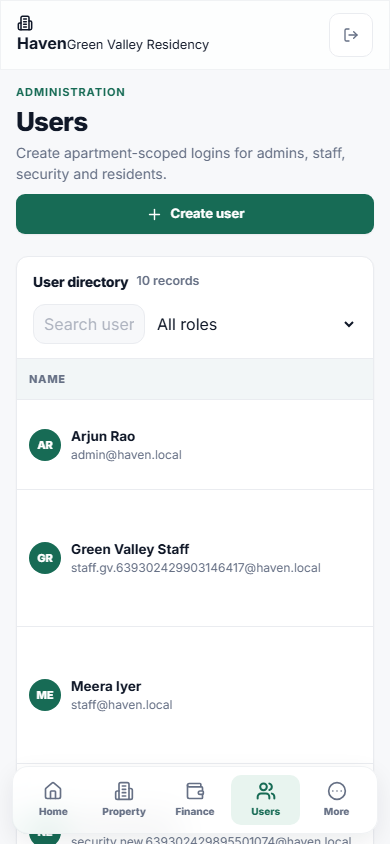 HavenGreen Valley Residency
ADMINISTRATION
Users
Create apartment-scoped logins for admins, staff,
security and residents.
Create user
User directory 10 records
Search user
All roles
NAME
AR
Arjun Rao
admin@haven.local
GR
Green Valley Staff
staff.gv.639302429903146417@haven.local
ME
Meera Iyer
staff@haven.local
Home
Property
Finance
Users
More
security.new.639302429895501074@haven.local